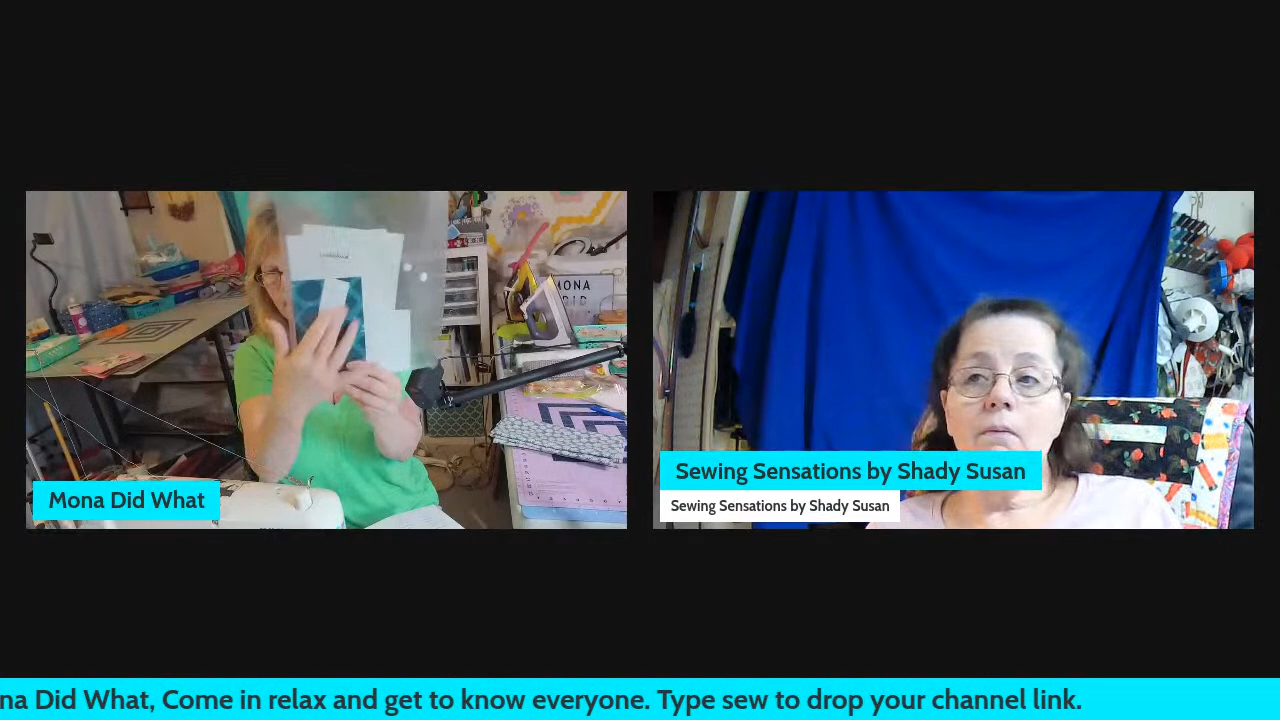 MONA
Mona Did What
Sewing Sensations by Shady Susan
Sewing Sensations by Shady Susan
na Did What, Come in relax and get to know everyone. Type sew to drop your channel link.